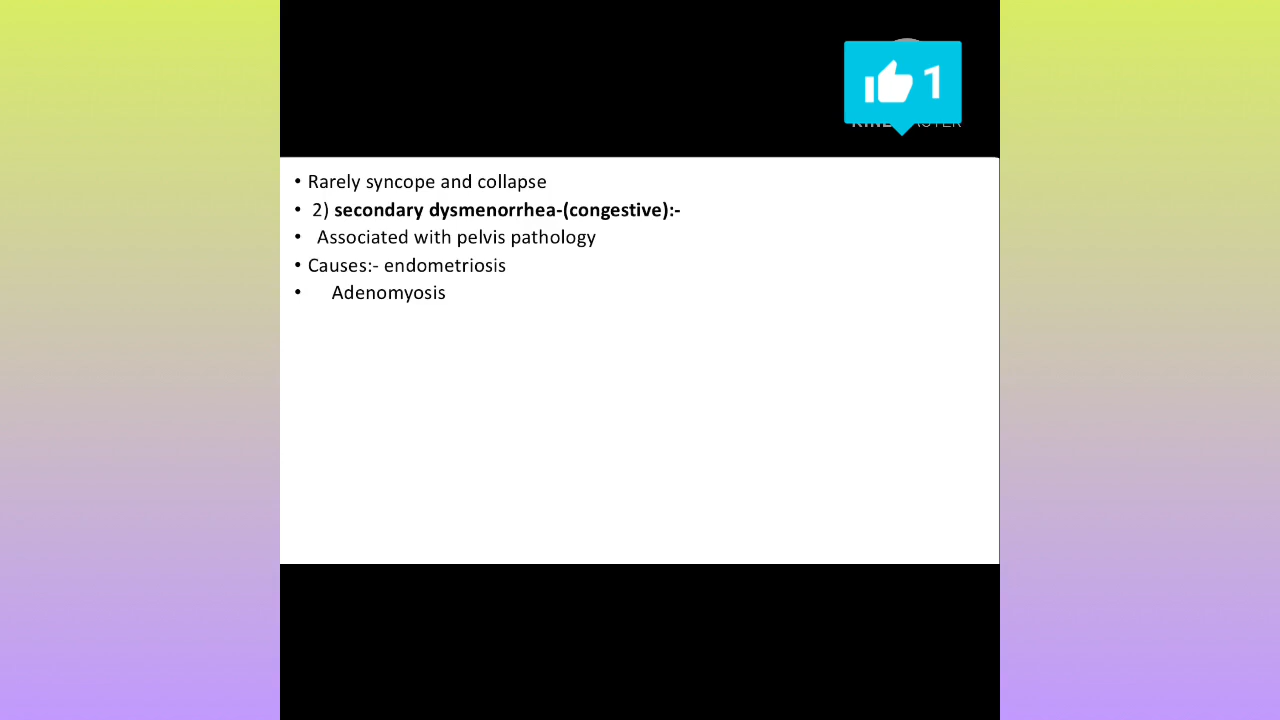 1
• Rarely syncope and collapse
• 2) secondary dysmenorrhea-(congestive):-
• Associated with pelvis pathology
• Causes:- endometriosis
• Adenomyosis